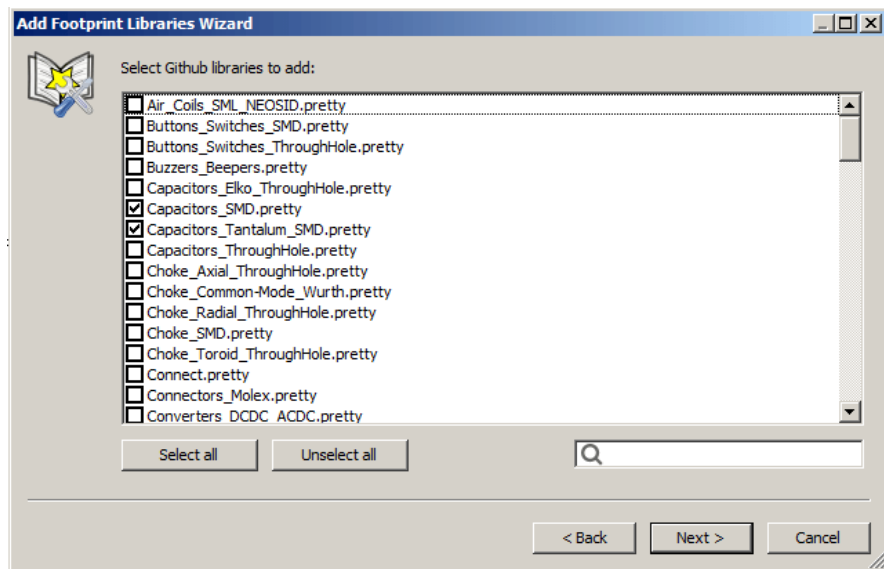 Add Footprint Libraries Wizard
Select Github libraries to add:
Air_Coils_SML_NEOSID.pretty
Buttons_Switches_SMD.pretty
Buttons_Switches_ThroughHole.pretty
Buzzers_Beepers.pretty
Capacitors_Elko_ThroughHole.pretty
Capacitors_SMD.pretty
Capacitors_Tantalum_SMD.pretty
Capacitors_ThroughHole.pretty
Choke_Axial_ThroughHole.pretty
Choke_Common-Mode_Wurth.pretty
Choke_Radial_ThroughHole.pretty
Choke_SMD.pretty
Choke_Toroid_ThroughHole.pretty
Connect.pretty
Connectors_Molex.pretty
Converters_DCDC_ACDC.pretty
Select all Unselect all
< Back Next > Cancel